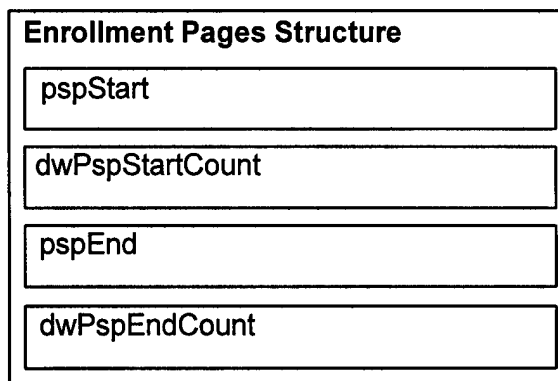 Enrollment Pages Structure
pspStart
dwPspStartCount
pspEnd
dwPspEndCount